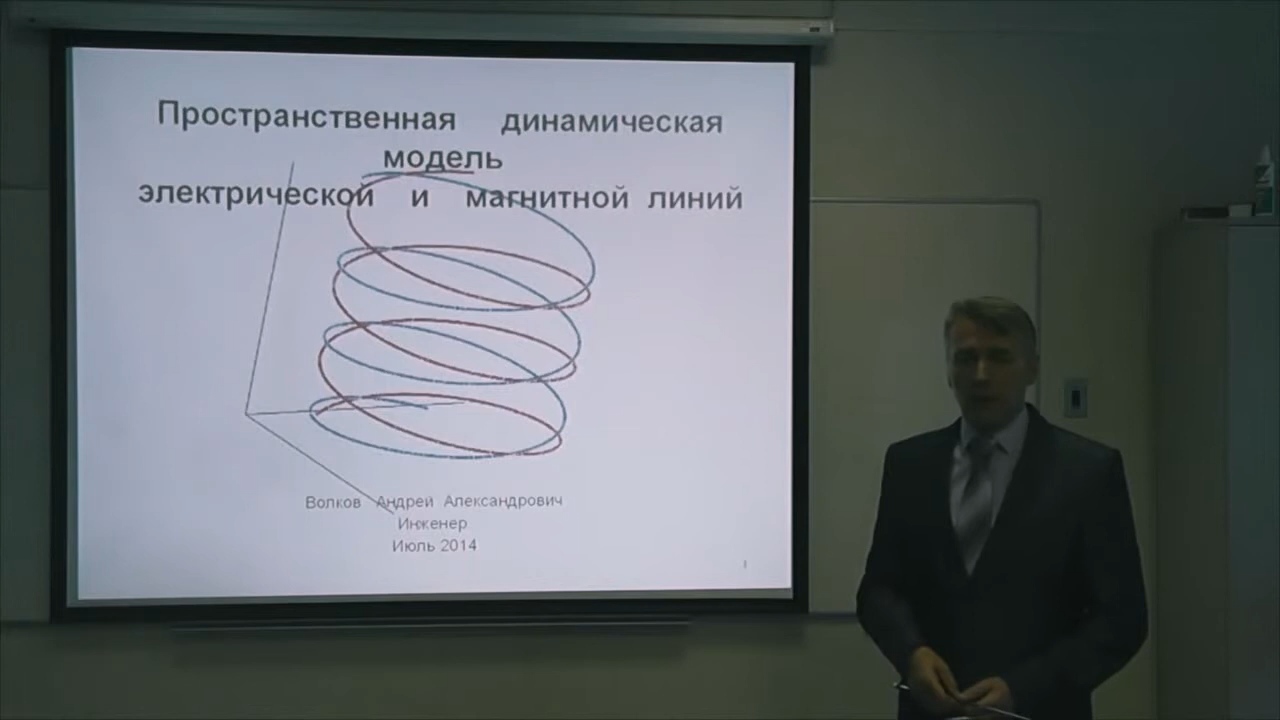 Пространственная динамическая
модель
электрической и магнитной линий
Волков Андрей Александрович
Инженер
Июль 2014
1